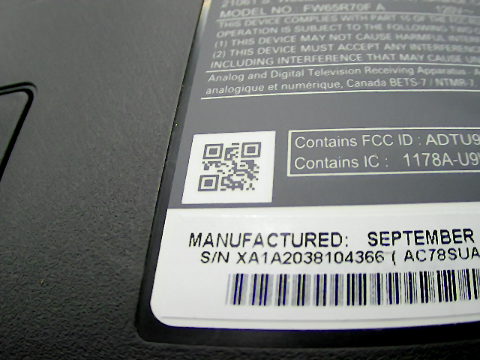 MODEL NO FW65R70F A
THIS DEVICE COMPLIES WITH PART 15 OF THE FCC
OPERATION IS SUBJECT TO THE FOLLOWING TWO
(1) THIS DEVICE MAY NOT CAUSE HARMFUL
(2) THIS DEVICE MUST ACCEPT ANY INTERFERENCE
INCLUDING INTERFERENCE THAT MAY CAUSE
Analog and Digital Television Receiving Apparatus
analogique et numérique, Canada BETS-7 / NTMR-7
Contains FCC ID : ADTU9
Contains IC : 1178A-U9
MANUFACTURED: SEPTEMBER
S/N XA1A2038104366 ( AC78SUA